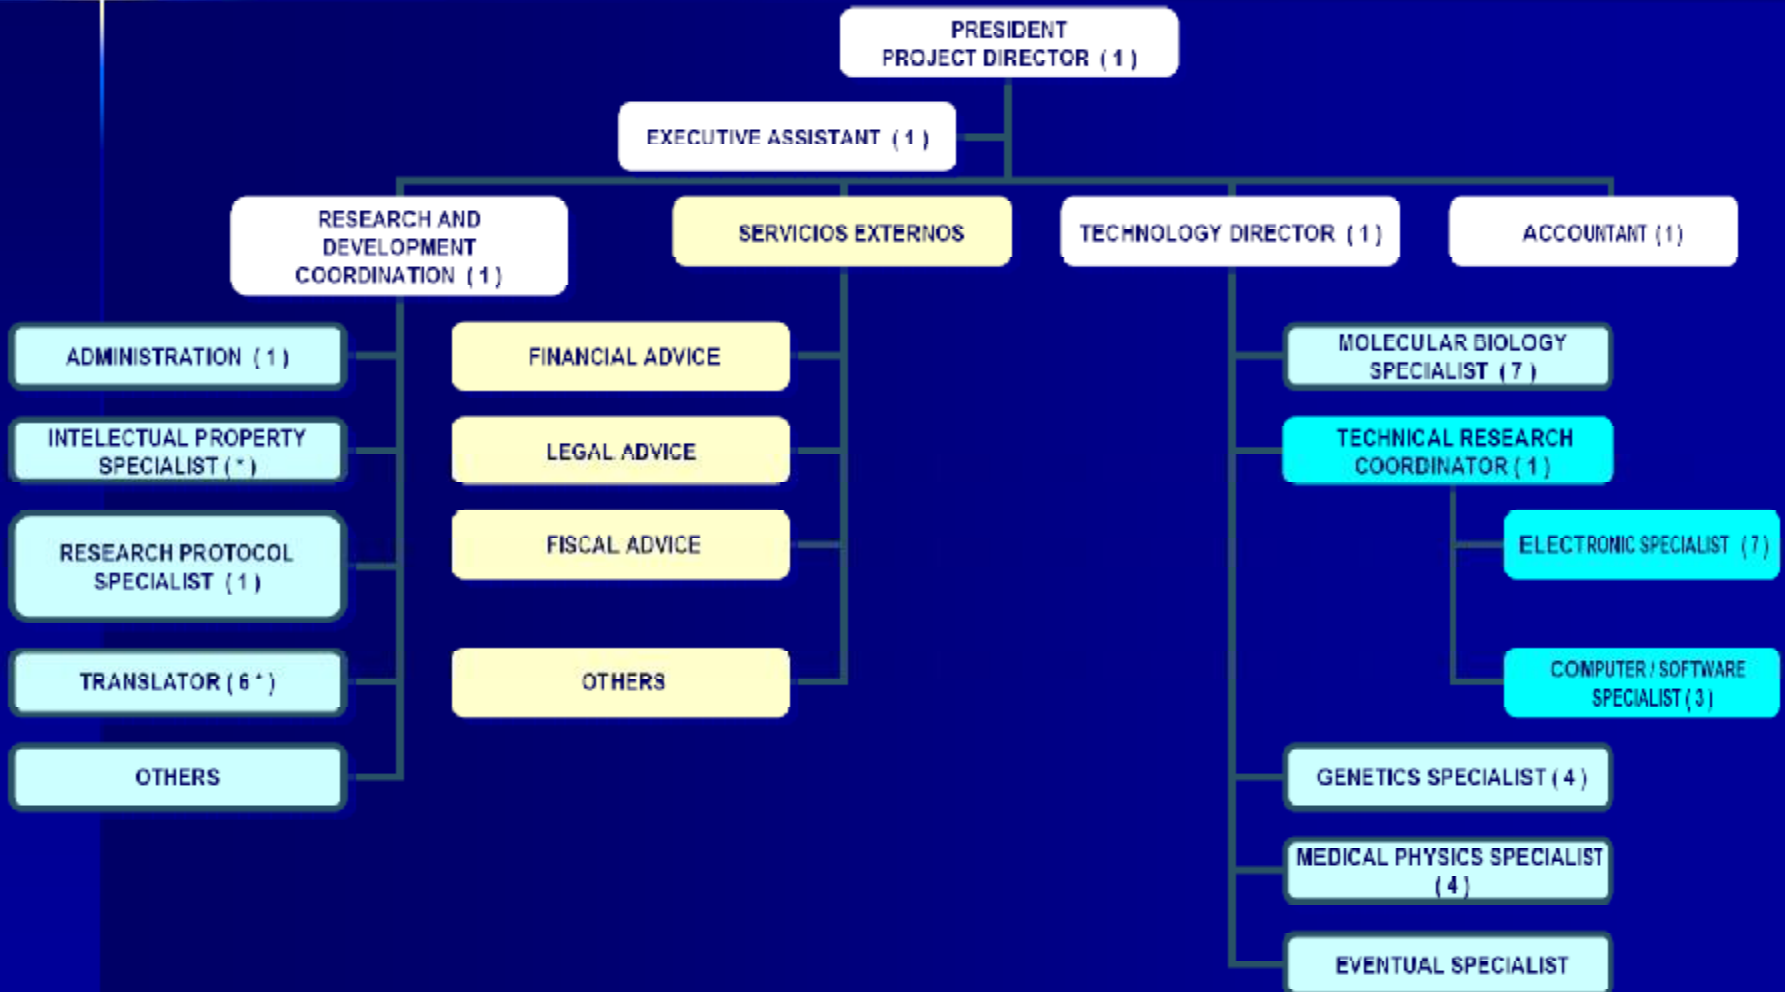 PRESIDENT
PROJECT DIRECTOR ( 1 )
EXECUTIVE ASSISTANT ( 1 )
RESEARCH AND
DEVELOPMENT
COORDINATION ( 1 )
SERVICIOS EXTERNOS
TECHNOLOGY DIRECTOR ( 1 )
ACCOUNTANT ( 1 )
ADMINISTRATION ( 1 )
INTELECTUAL PROPERTY
SPECIALIST ( * )
RESEARCH PROTOCOL
SPECIALIST ( 1 )
TRANSLATOR ( 6 * )
OTHERS
FINANCIAL ADVICE
LEGAL ADVICE
FISCAL ADVICE
OTHERS
MOLECULAR BIOLOGY
SPECIALIST ( 7 )
TECHNICAL RESEARCH
COORDINATOR ( 1 )
ELECTRONIC SPECIALIST ( 7 )
COMPUTER / SOFTWARE
SPECIALIST ( 3 )
GENETICS SPECIALIST ( 4 )
MEDICAL PHYSICS SPECIALIST
( 4 )
EVENTUAL SPECIALIST